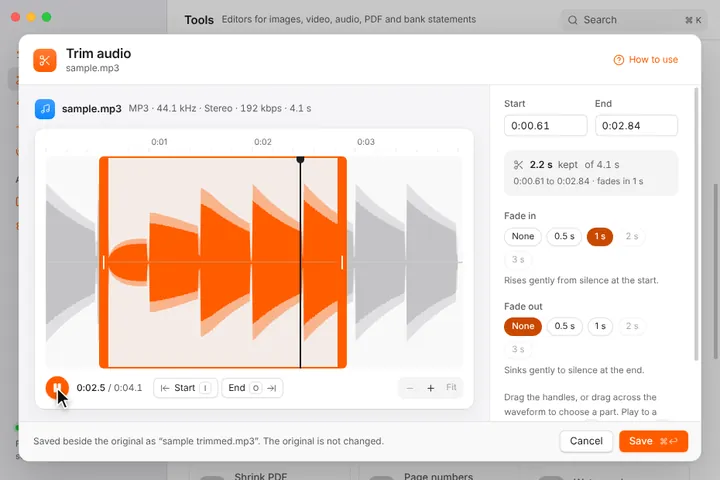 Tools Editors for images, video, audio, PDF and bank statements
Search ⌘ K
Trim audio
sample.mp3
How to use
sample.mp3 MP3 · 44.1 kHz · Stereo · 192 kbps · 4.1 s
0:01 0:02 0:03
0:02.5 / 0:04.1
Start I
End O
Fit
Start End
0:00.61 0:02.84
2.2 s kept of 4.1 s
0:00.61 to 0:02.84 · fades in 1 s
Fade in
None 0.5 s 1 s 2 s
3 s
Rises gently from silence at the start.
Fade out
None 0.5 s 1 s 2 s
3 s
Sinks gently to silence at the end.
Drag the handles, or drag across the
waveform to choose a part. Play to a
Saved beside the original as “sample trimmed.mp3”. The original is not changed.
Cancel
Save ⌘↩
Shrink PDF
Page numbers